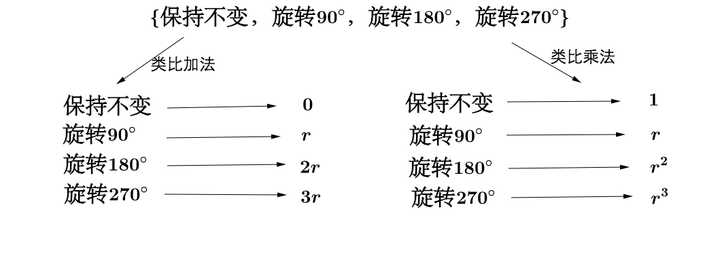 {保持不变，旋转90°，旋转180°，旋转270°}
类比加法
类比乘法
保持不变 0
旋转90° r
旋转180° 2r
旋转270° 3r
保持不变 1
旋转90° r
旋转180° r²
旋转270° r³